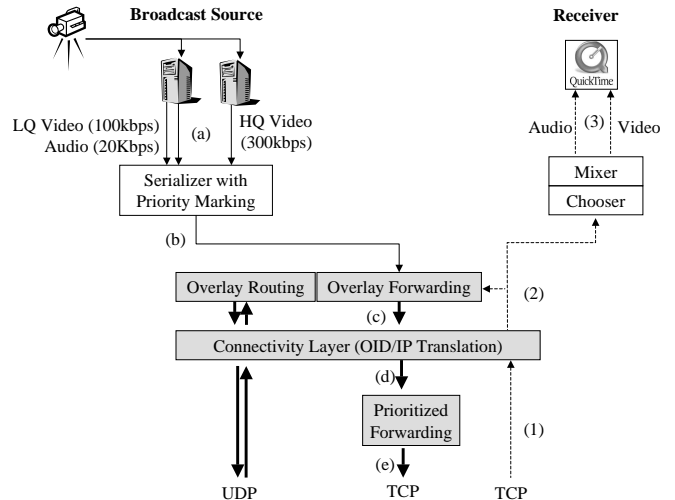 Broadcast Source
Receiver
QuickTime
LQ Video (100kbps)
Audio (20Kbps)
(a)
HQ Video
(300kbps)
Audio
(3)
Video
Serializer with
Priority Marking
Mixer
Chooser
(b)
Overlay Routing
Overlay Forwarding
(2)
(c)
Connectivity Layer (OID/IP Translation)
(d)
Prioritized
Forwarding
(1)
(e)
UDP
TCP
TCP